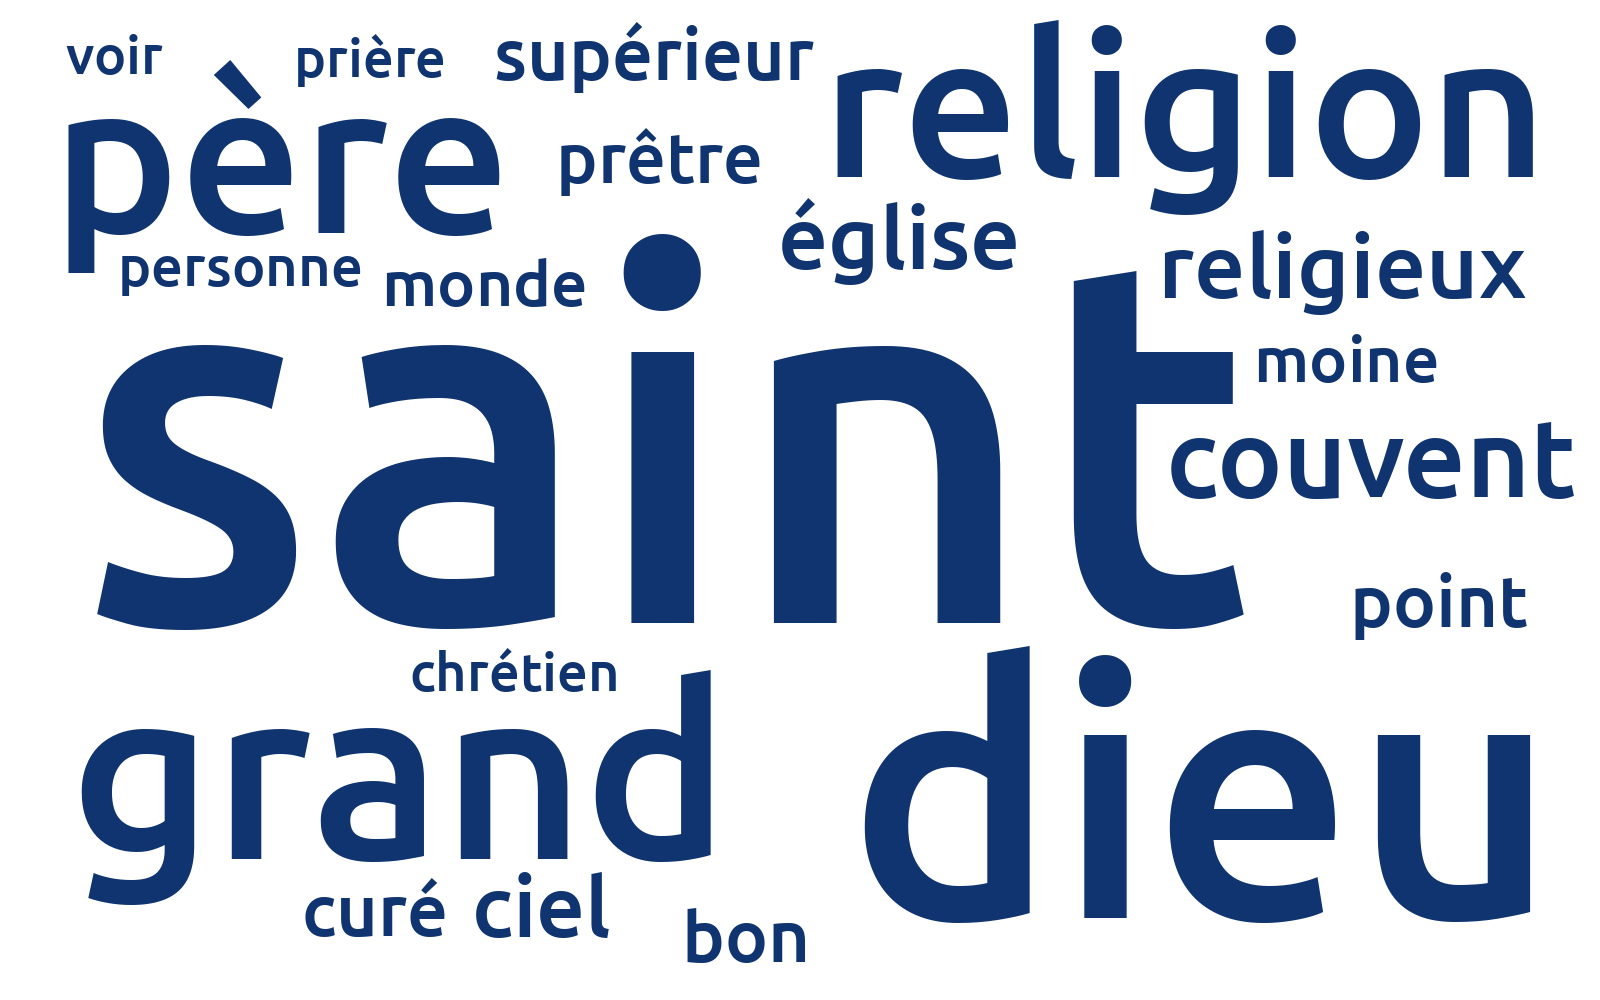 voir
prière
supérieur
religion
père
prêtre
église
religieux
personne
monde
saint
moine
couvent
point
chrétien
grand
dieu
curé
ciel
bon